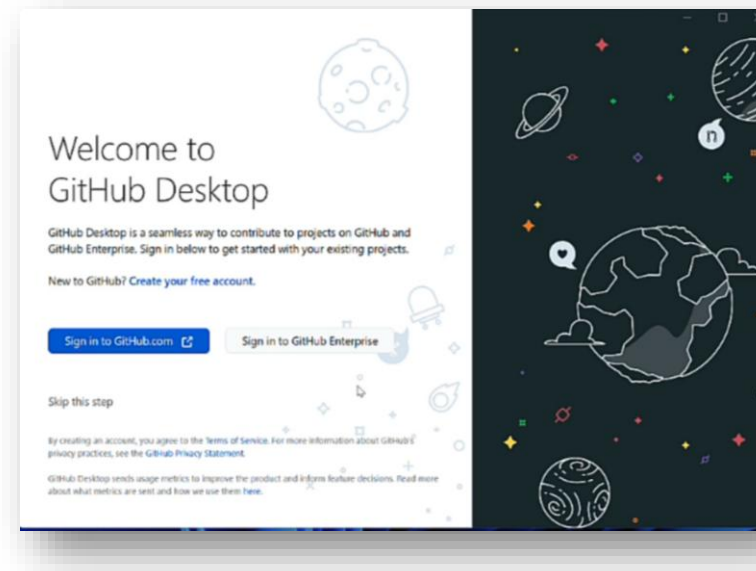 Welcome to
GitHub Desktop
GitHub Desktop is a seamless way to contribute to projects on GitHub and
GitHub Enterprise. Sign in below to get started with your existing projects.
New to GitHub? Create your free account.
Sign in to GitHub.com
Sign in to GitHub Enterprise
Skip this step
By creating an account, you agree to the Terms of Service. For more information about GitHub's
privacy practices, see the GitHub Privacy Statement.
GitHub Desktop sends usage metrics to improve the product and inform feature decisions. Read more
about what metrics are sent and how we use them here.
n